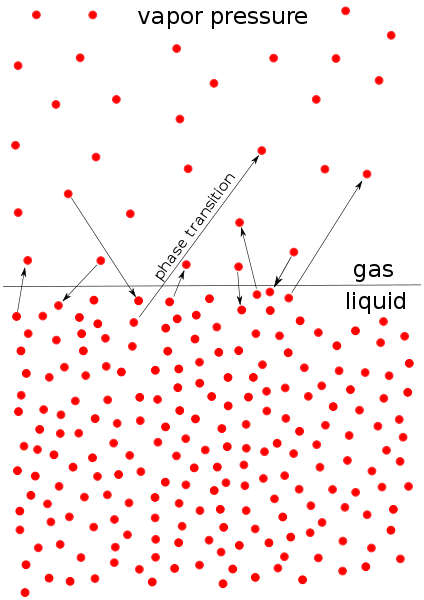 vapor pressure
phase transition
gas
liquid